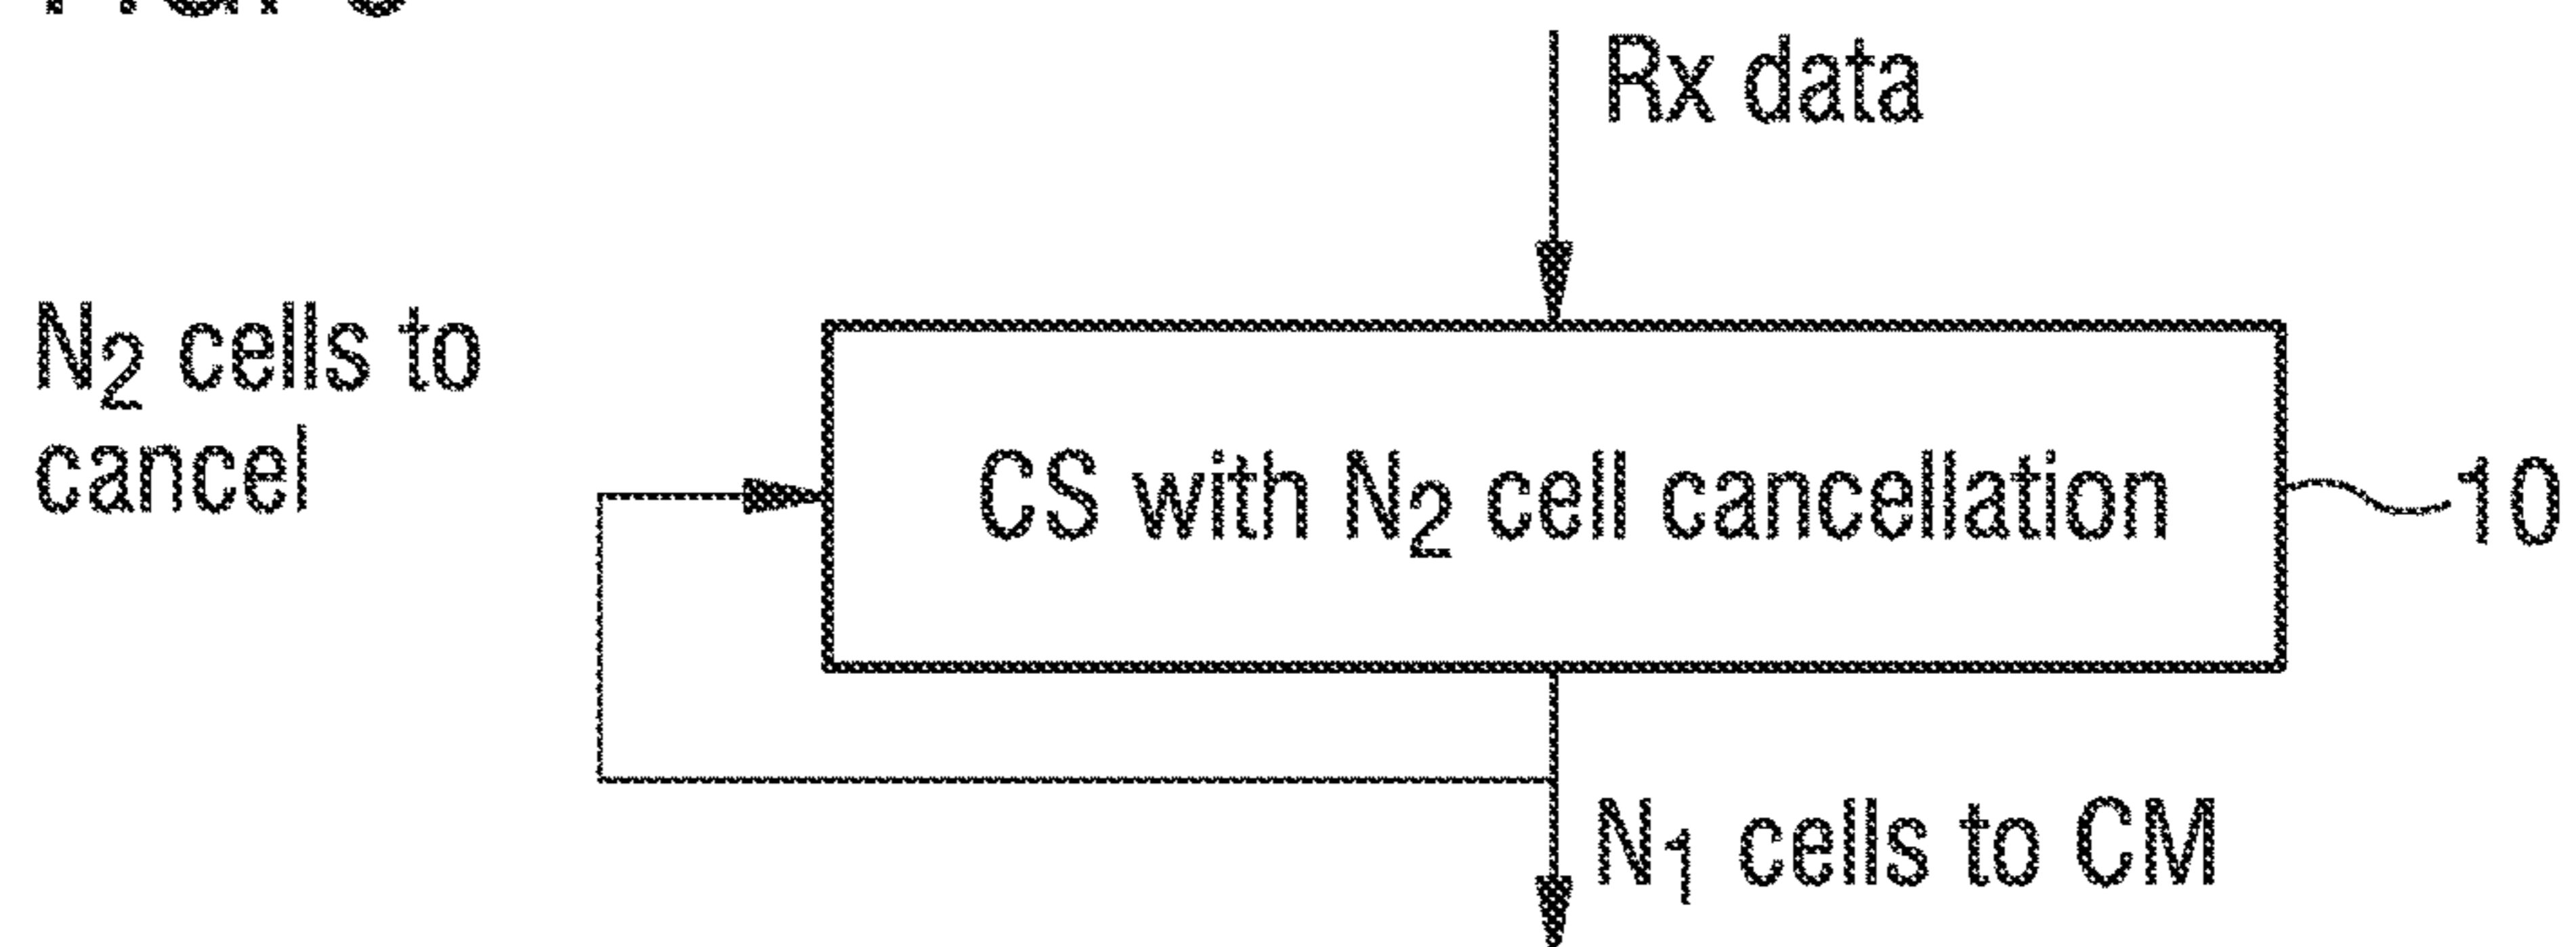 Rx data
N2 cells to
cancel
CS with N2 cell cancellation
10
N1 cells to CM